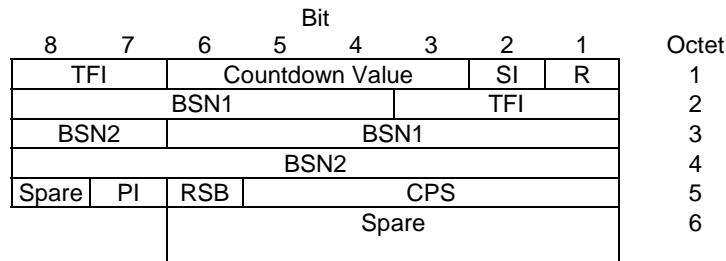 Bit
8 7 6 5 4 3 2 1 Octet
TFI Countdown Value SI R 1
BSN1 TFI 2
BSN2 BSN1 3
BSN2 4
Spare PI RSB CPS 5
Spare 6